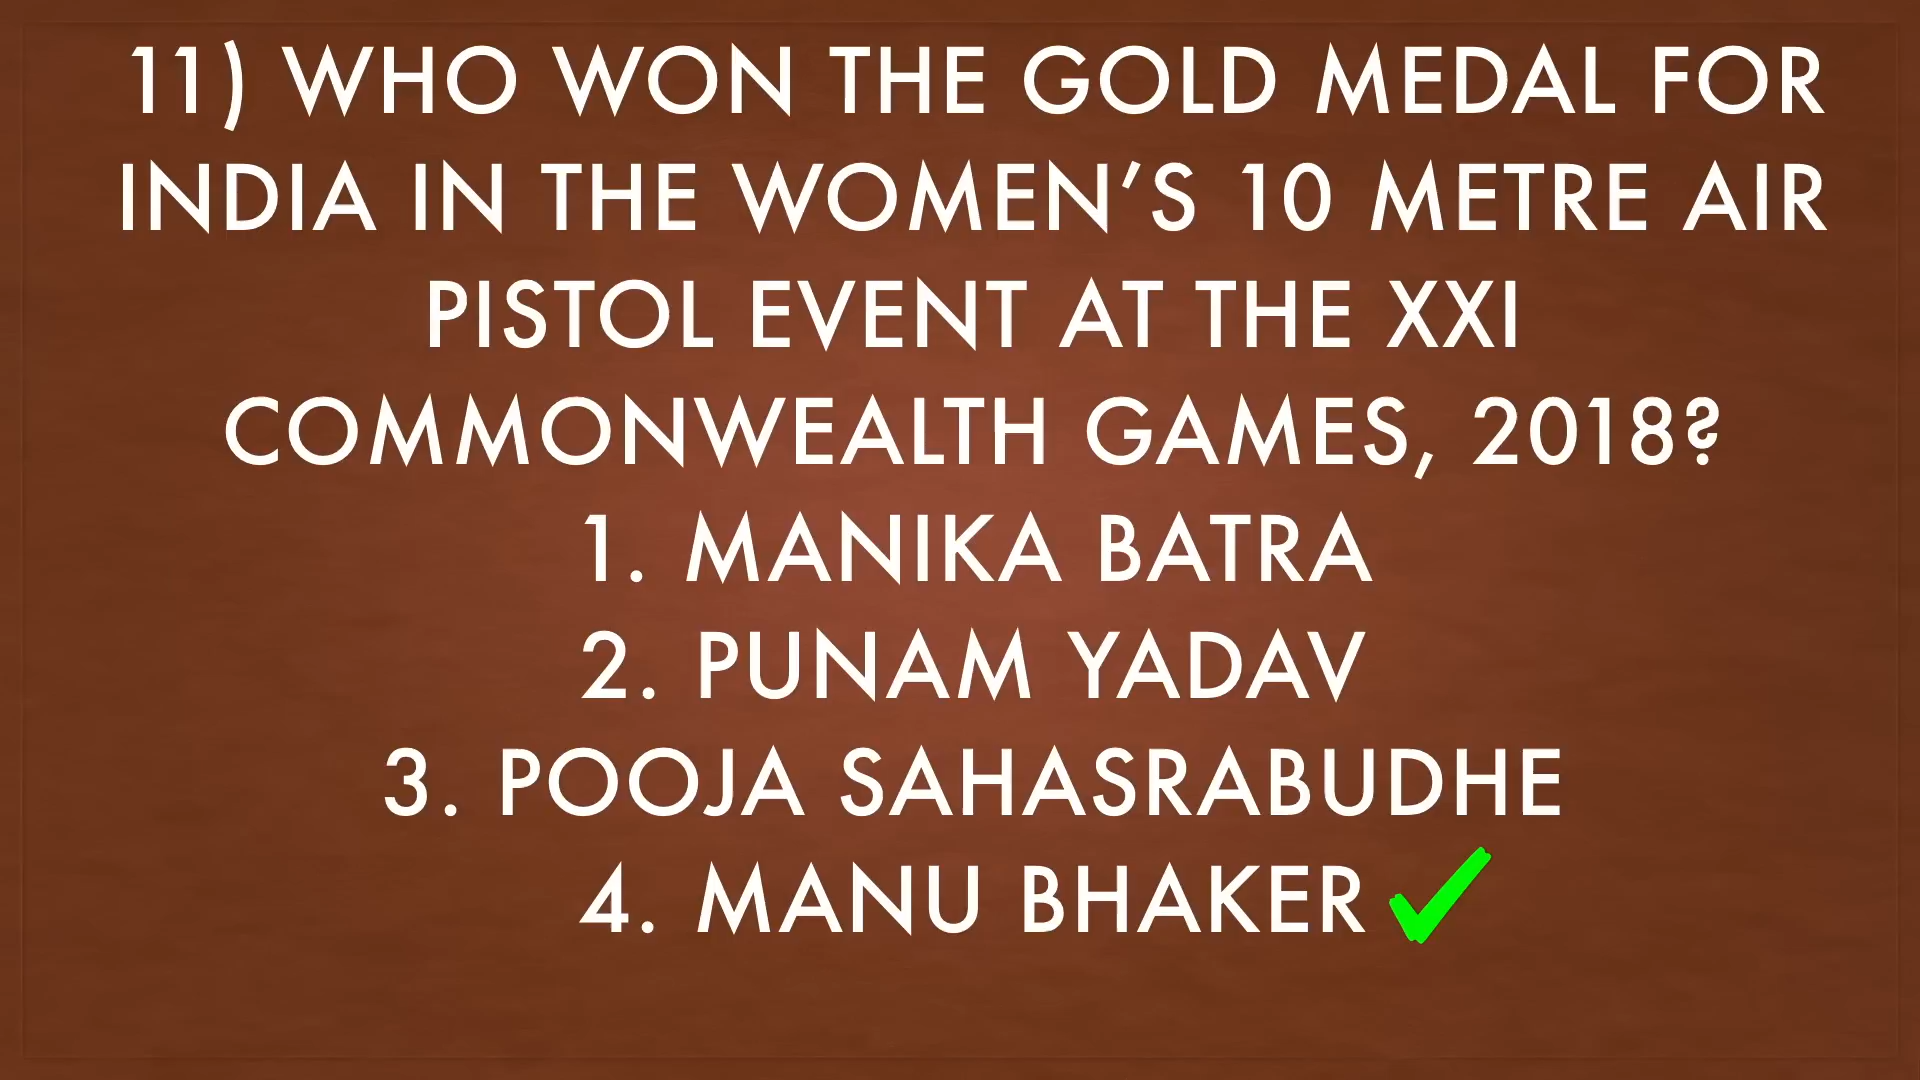 11) WHO WON THE GOLD MEDAL FOR
INDIA IN THE WOMEN’S 10 METRE AIR
PISTOL EVENT AT THE XXI
COMMONWEALTH GAMES, 2018?
1. MANIKA BATRA
2. PUNAM YADAV
3. POOJA SAHASRABUDHE
4. MANU BHAKER